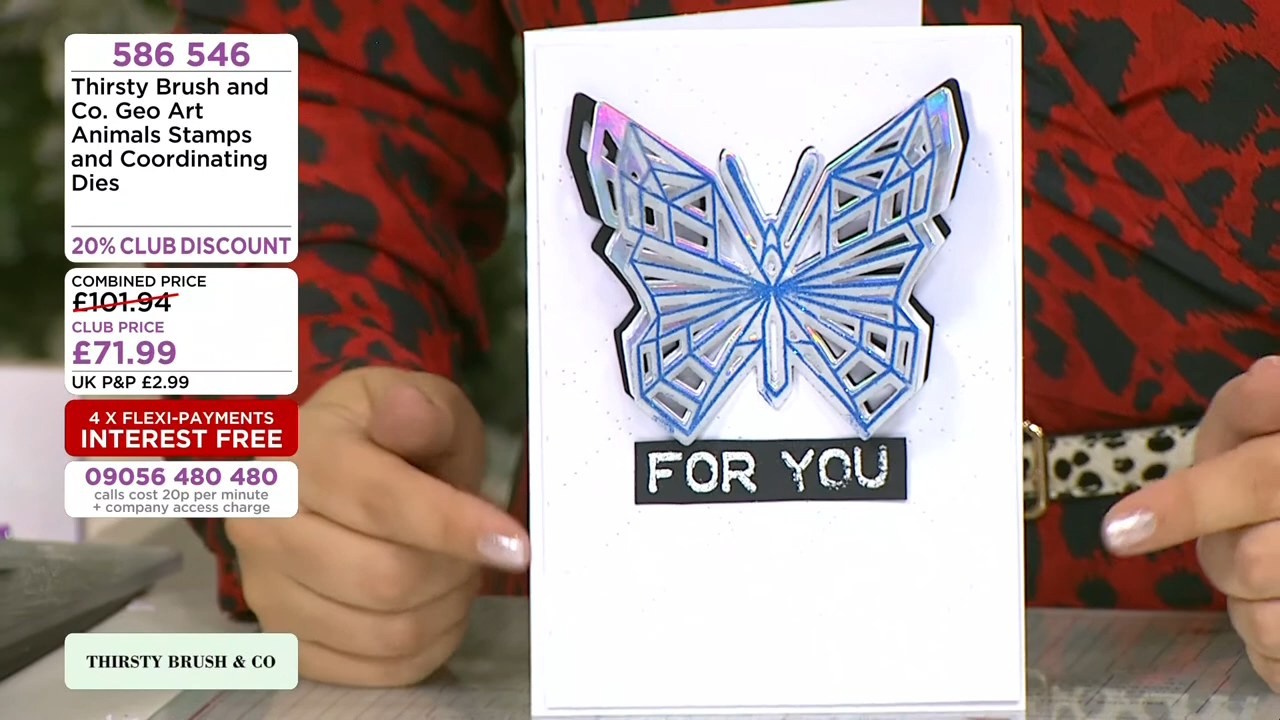 586 546
Thirsty Brush and
Co. Geo Art
Animals Stamps
and Coordinating
Dies
20% CLUB DISCOUNT
COMBINED PRICE
£101.94
CLUB PRICE
£71.99
UK P&P £2.99
4 X FLEXI-PAYMENTS
INTEREST FREE
09056 480 480
calls cost 20p per minute
+ company access charge
THIRSTY BRUSH & CO
FOR YOU